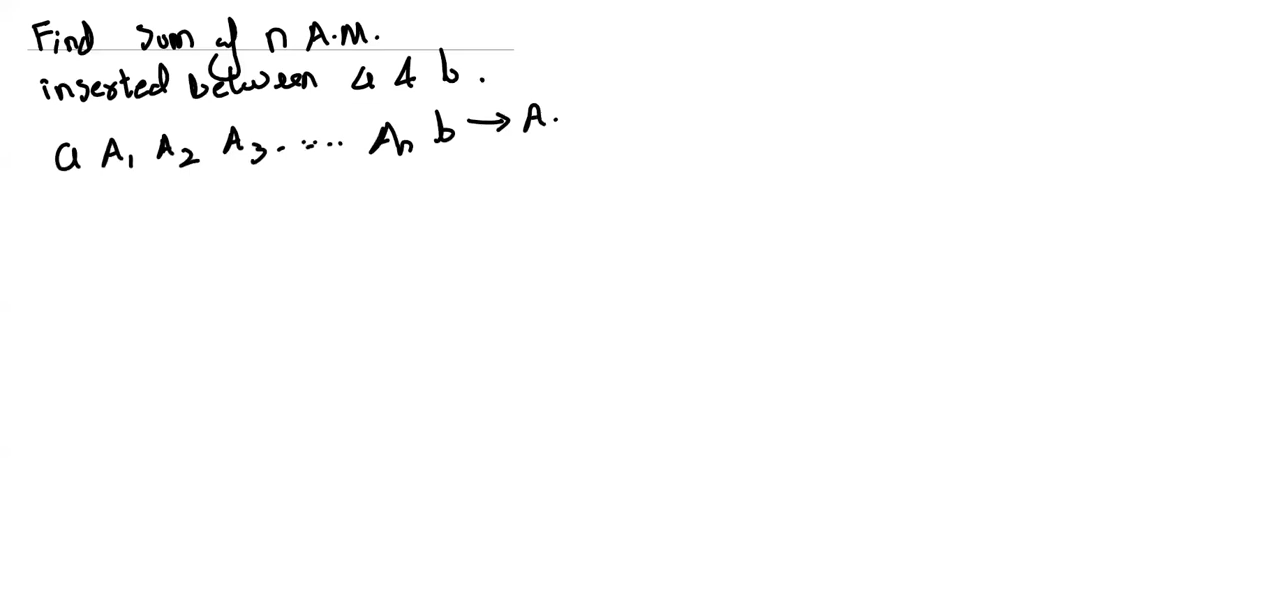 Find sum of n A.M.
inserted between a & b.
a A₁ A₂ A₃ ..... Aₙ b → A.